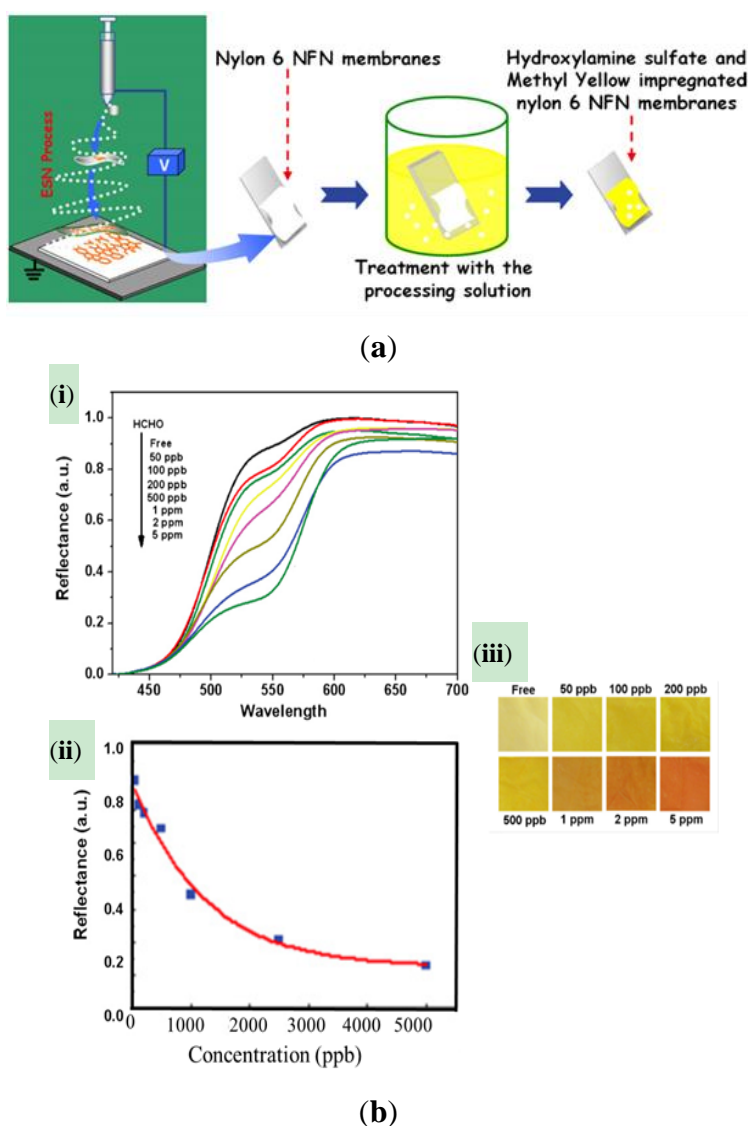 ESN Process
V
Nylon 6 NFN membranes
Hydroxylamine sulfate and
Methyl Yellow impregnated
nylon 6 NFN membranes
Treatment with the
processing solution
(a)
(i)
HCHO
Free
50 ppb
100 ppb
200 ppb
500 ppb
1 ppm
2 ppm
5 ppm
Reflectance (a.u.)
1.0
0.8
0.6
0.4
0.2
0.0
450 500 550 600 650 700
Wavelength
(ii)
Reflectance (a.u.)
1.0
0.8
0.6
0.4
0.2
0.0
0 1000 2000 3000 4000 5000
Concentration (ppb)
(iii)
Free 50 ppb 100 ppb 200 ppb
500 ppb 1 ppm 2 ppm 5 ppm
(b)